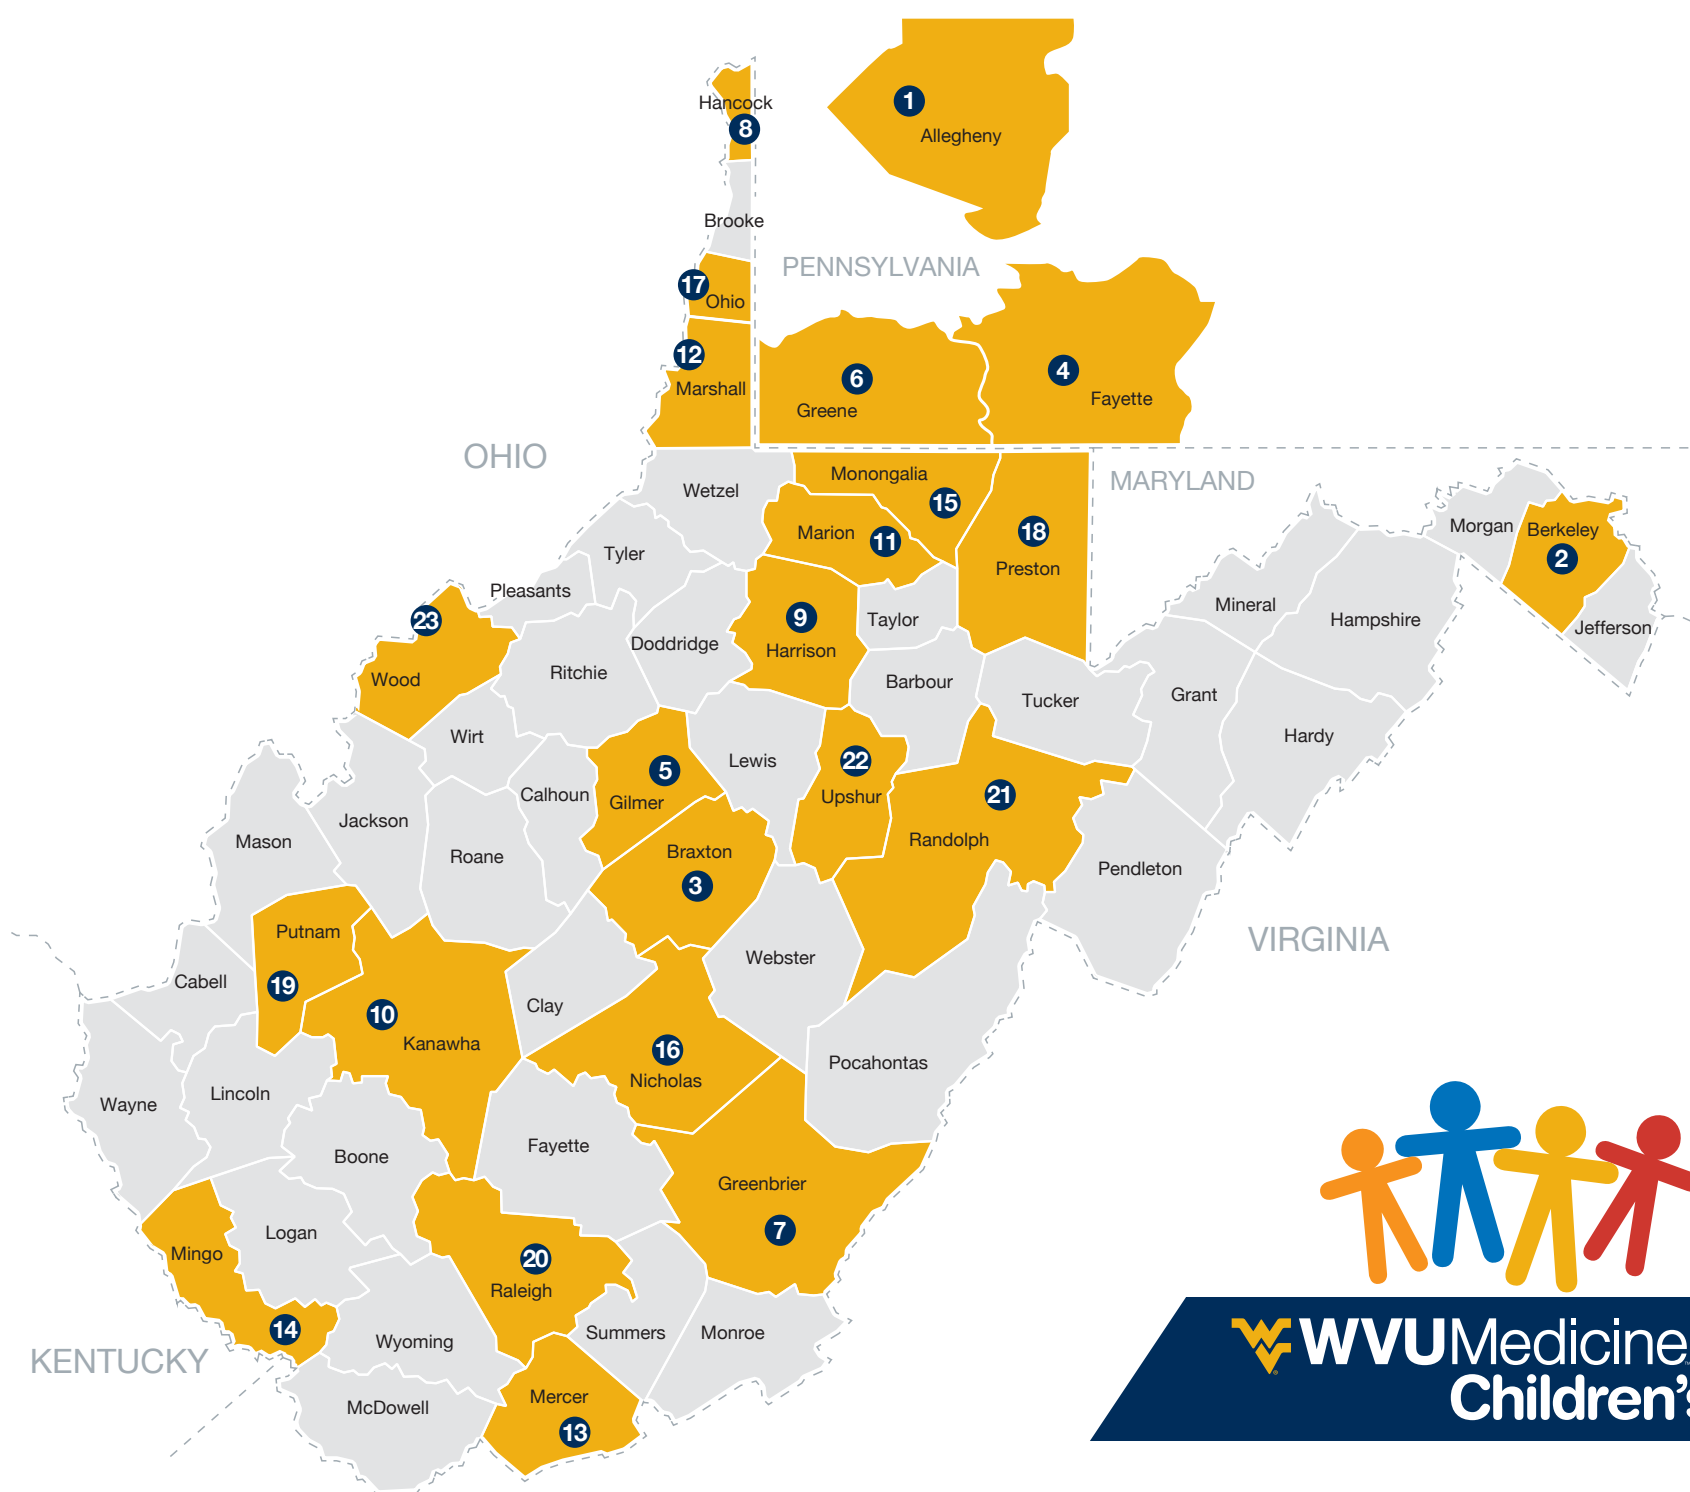 1
Allegheny
Hancock
8
Brooke
PENNSYLVANIA
17
Ohio
12
Marshall
6
Greene
4
Fayette
OHIO
MARYLAND
Wetzel
Monongalia
15
Marion
11
18
Preston
Morgan
Berkeley
2
Jefferson
Tyler
Pleasants
Mineral
Hampshire
23
Wood
9
Harrison
Taylor
Doddridge
Ritchie
Barbour
Tucker
Grant
Hardy
Wirt
Lewis
22
Upshur
5
Gilmer
Calhoun
21
Randolph
Jackson
Mason
Roane
Braxton
3
Pendleton
Putnam
19
VIRGINIA
Webster
Cabell
Clay
10
Kanawha
16
Nicholas
Pocahontas
Wayne
Lincoln
Boone
Fayette
Greenbrier
7
Logan
Mingo
14
20
Raleigh
Summers
Monroe
Wyoming
KENTUCKY
McDowell
Mercer
13
WVUMedicine
Children's